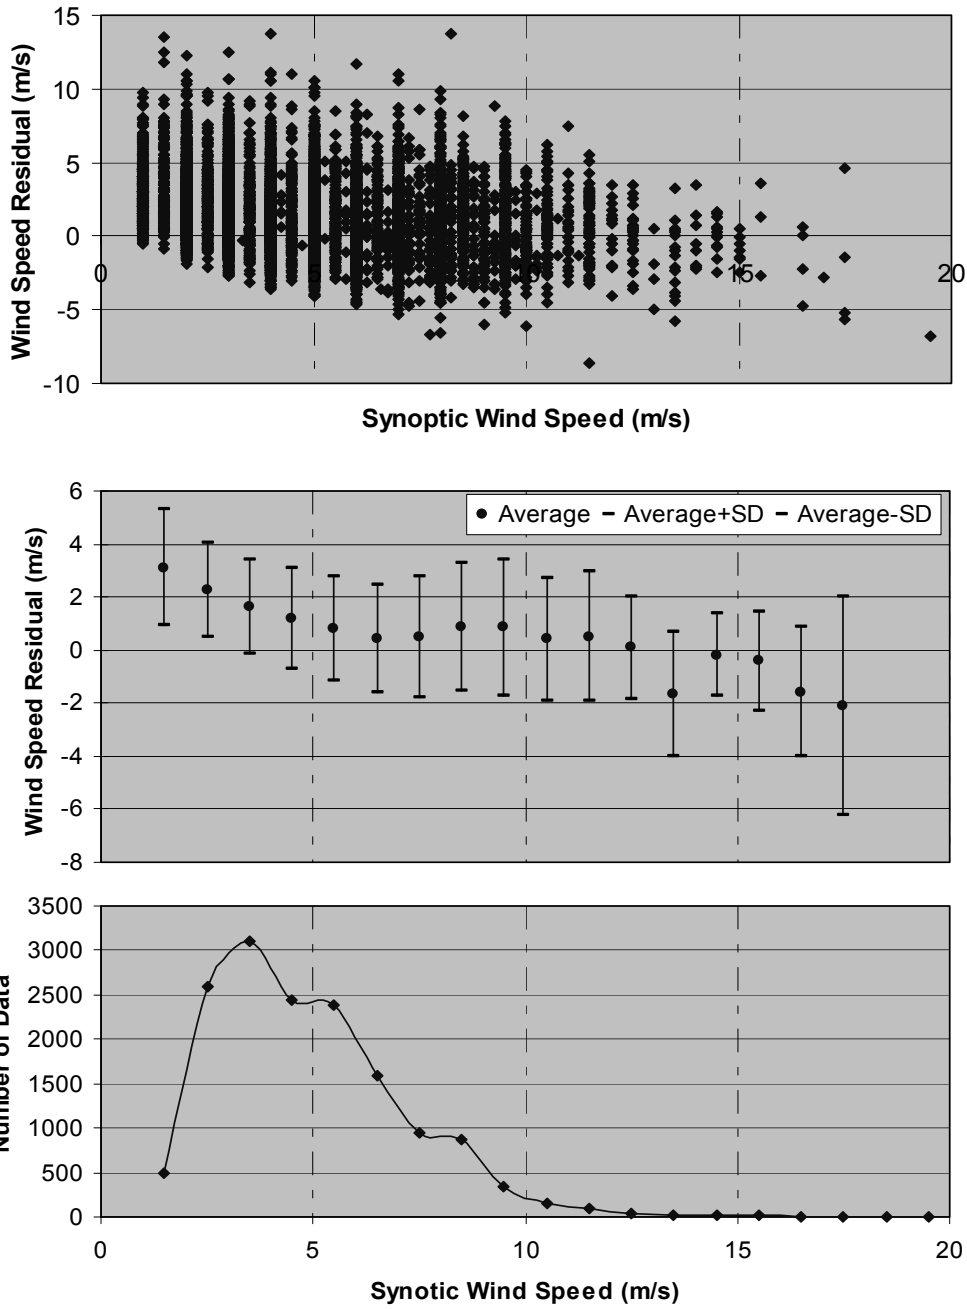 15
10
5
0
-5
-10
0 5 10 15 20
Wind Speed Residual (m/s)
Synoptic Wind Speed (m/s)
6
4
2
0
-2
-4
-6
-8
Wind Speed Residual (m/s)
Average Average+SD Average-SD
3500
3000
2500
2000
1500
1000
500
0
Number of Data
0 5 10 15 20
Synotic Wind Speed (m/s)